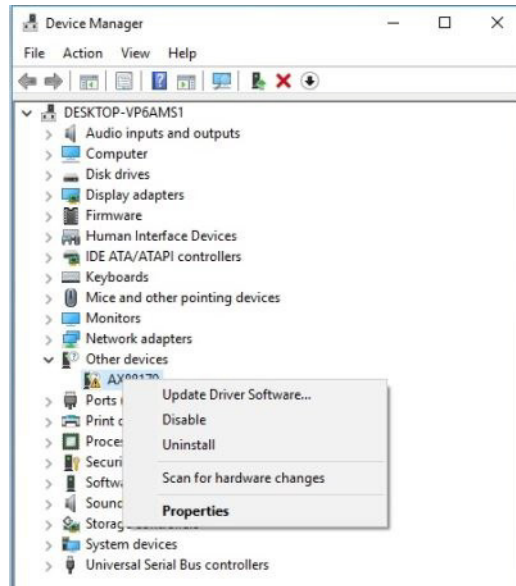 Device Manager
File Action View Help
DESKTOP-VP6AMS1
Audio inputs and outputs
Computer
Disk drives
Display adapters
Firmware
Human Interface Devices
IDE ATA/ATAPI controllers
Keyboards
Mice and other pointing devices
Monitors
Network adapters
Other devices
Update Driver Software...
Ports
Disable
Print
Uninstall
Scan for hardware changes
Properties
System devices
Universal Serial Bus controllers